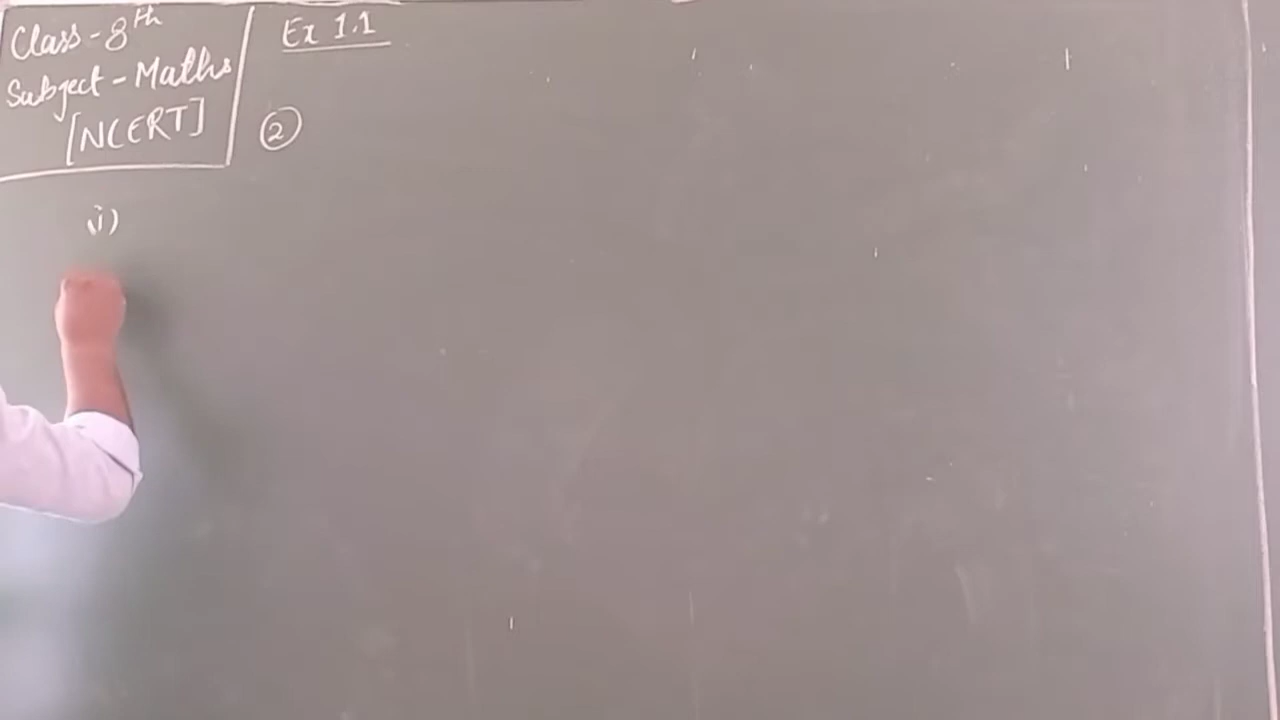 Class - 8th
Subject - Maths
[NCERT]
Ex 1.1
②
(i)